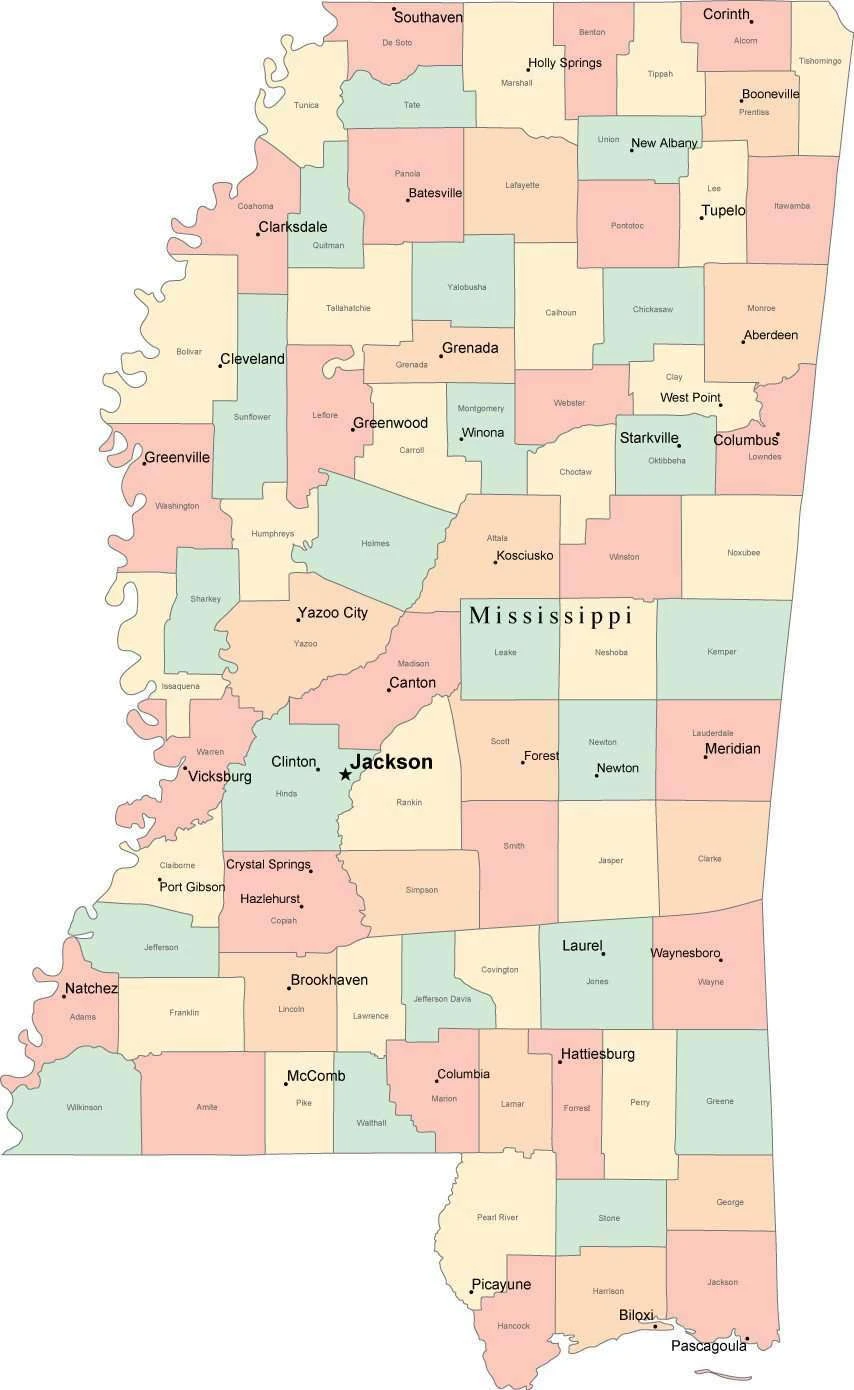 Southaven
De Soto
Corinth
Alcorn
Benton
Tishomingo
Holly Springs
Marshall
Tippah
Tunica
Tate
Booneville
Prentiss
Union
New Albany
Panola
Batesville
Lafayette
Lee
Tupelo
Itawamba
Coahoma
Clarksdale
Quitman
Pontotoc
Yalobusha
Tallahatchie
Calhoun
Chickasaw
Monroe
Aberdeen
Bolivar
Cleveland
Grenada
Grenada
Clay
West Point
Sunflower
Leflore
Greenwood
Montgomery
Winona
Webster
Carroll
Starkville
Oktibbeha
Columbus
Lowndes
Greenville
Choctaw
Washington
Humphreys
Holmes
Attala
Kosciusko
Winston
Noxubee
Sharkey
Yazoo City
Yazoo
Mississippi
Leake
Neshoba
Kemper
Madison
Canton
Issaquena
Warren
Vicksburg
Clinton
Hinds
Jackson
Rankin
Scott
Forest
Newton
Newton
Lauderdale
Meridian
Claiborne
Port Gibson
Crystal Springs
Hazlehurst
Copiah
Simpson
Smith
Jasper
Clarke
Jefferson
Natchez
Adams
Franklin
Brookhaven
Lincoln
Lawrence
Jefferson Davis
Covington
Laurel
Jones
Waynesboro
Wayne
Wilkinson
Amite
McComb
Pike
Walthall
Columbia
Marion
Lamar
Hattiesburg
Forrest
Perry
Greene
Pearl River
Stone
George
Picayune
Hancock
Harrison
Biloxi
Jackson
Pascagoula